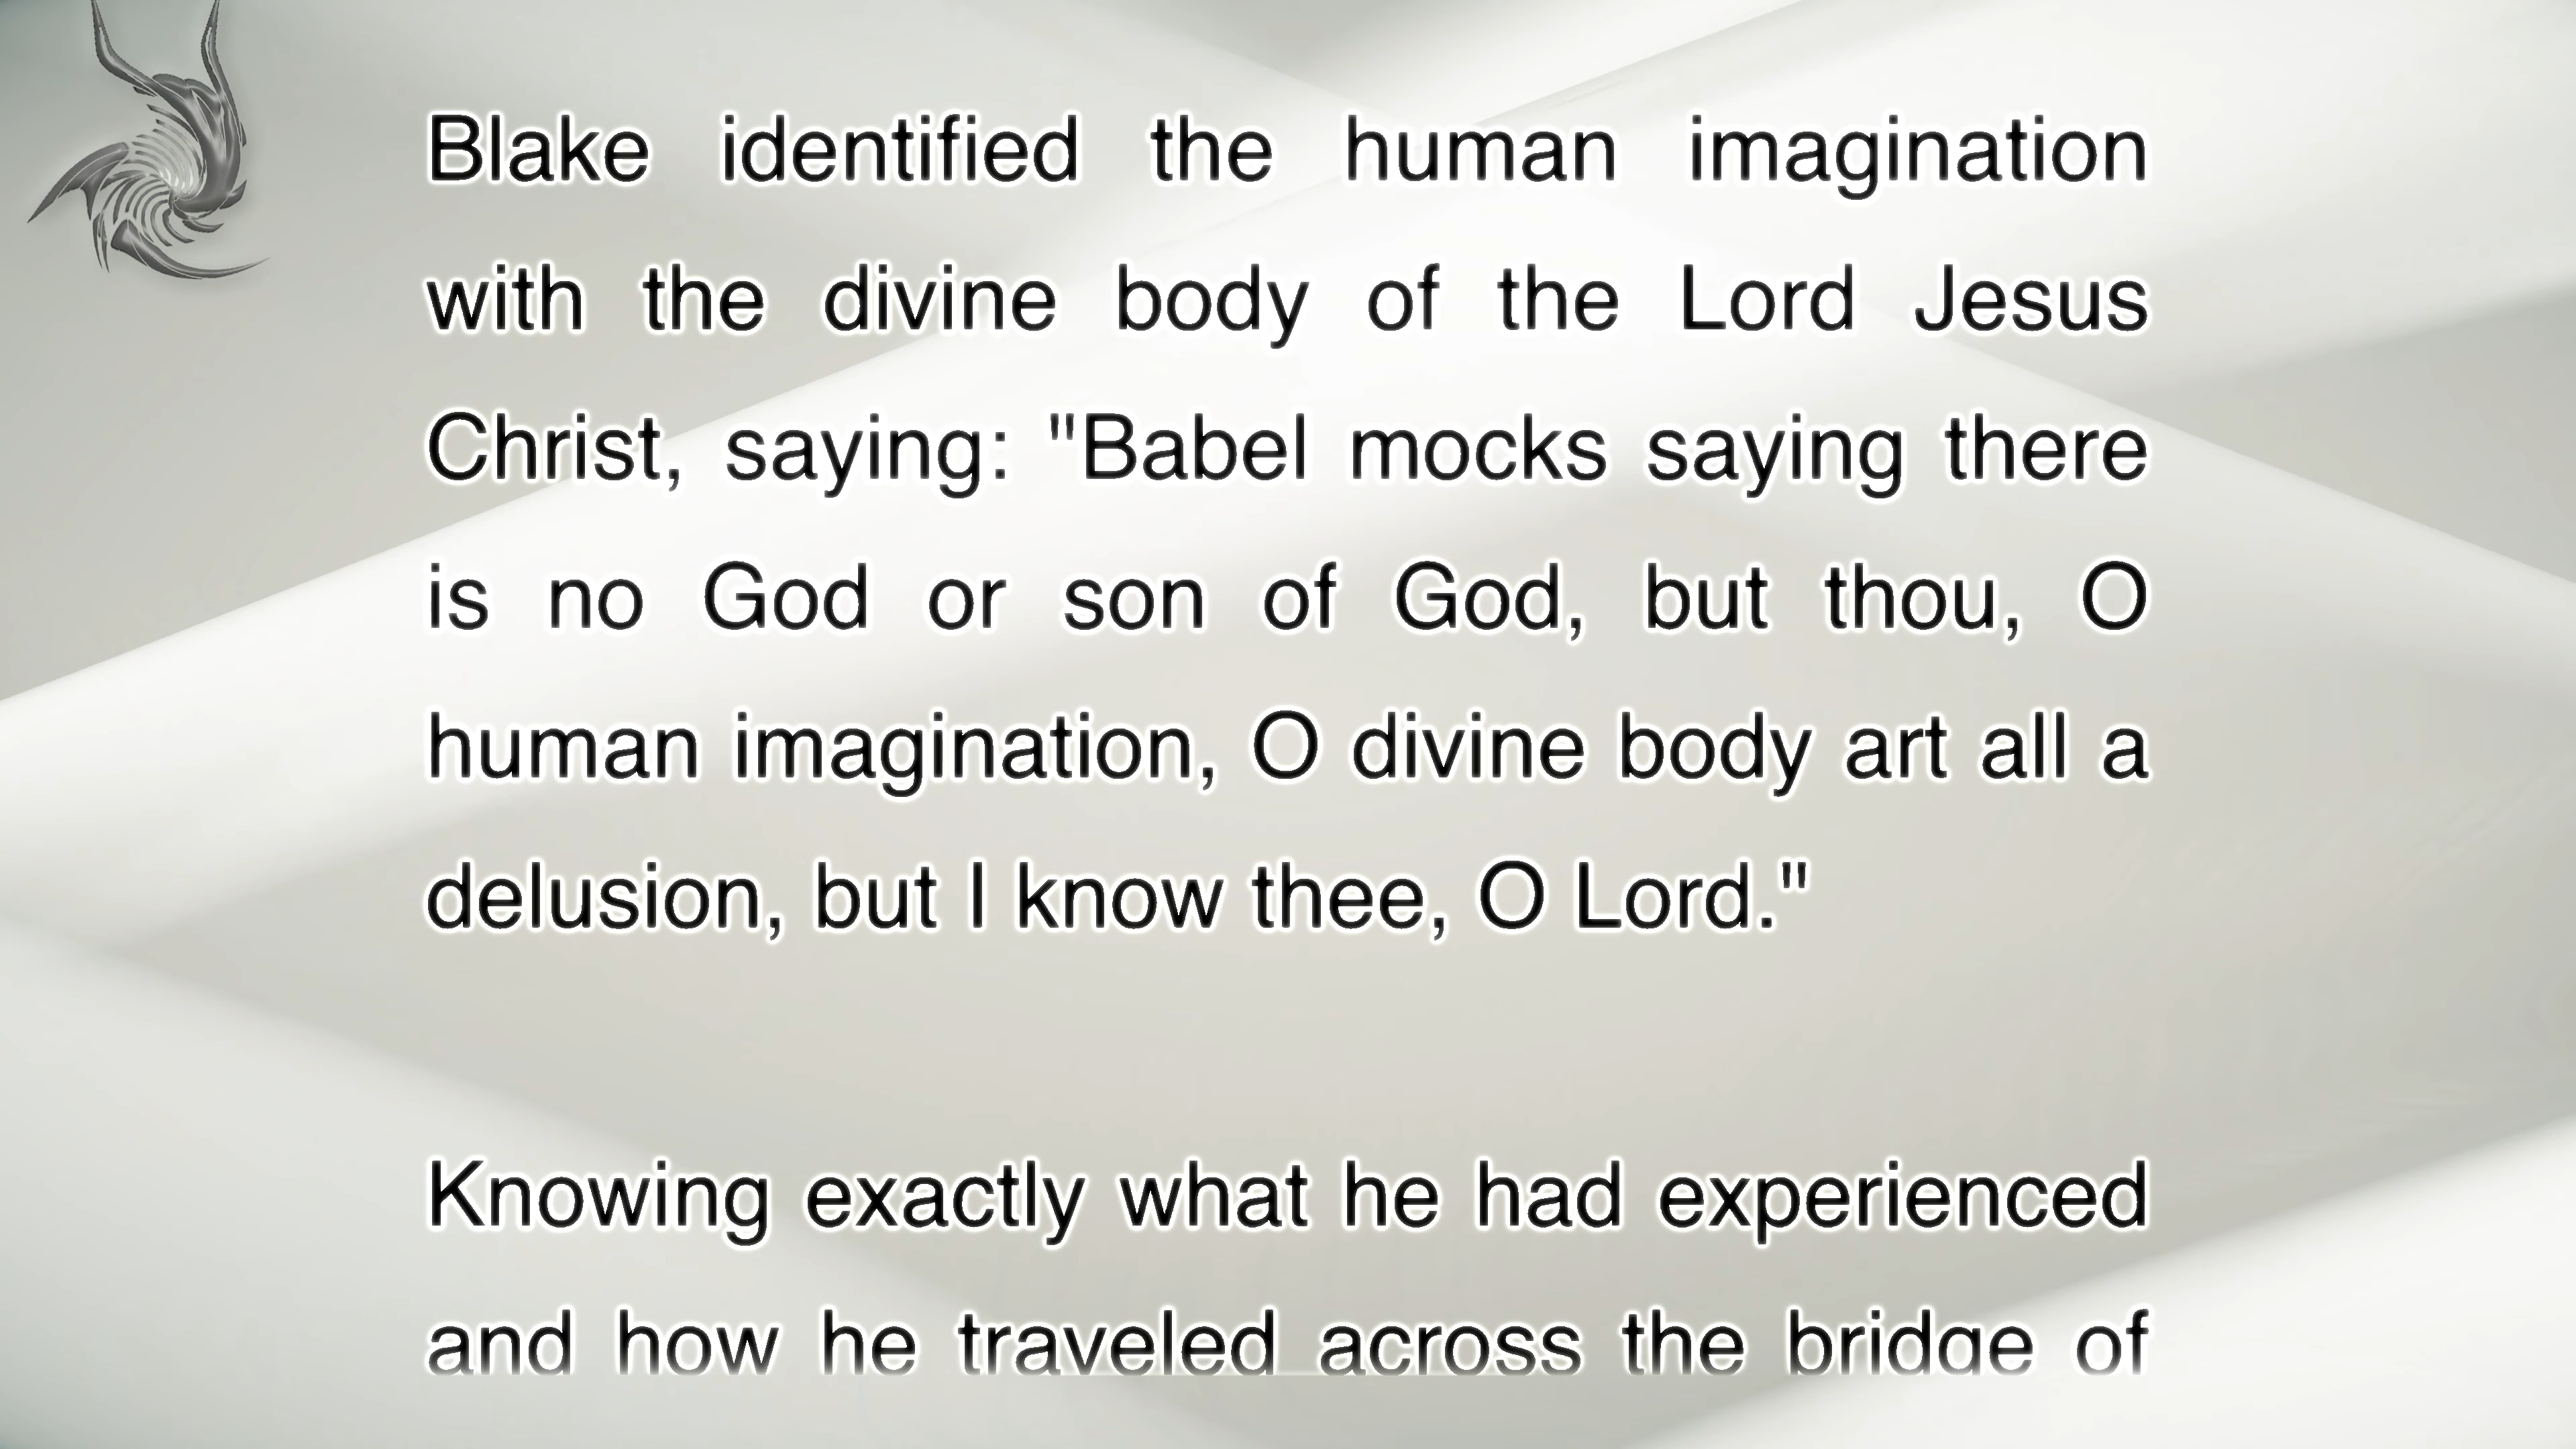 Blake identified the human imagination
with the divine body of the Lord Jesus
Christ, saying: "Babel mocks saying there
is no God or son of God, but thou, O
human imagination, O divine body art all a
delusion, but I know thee, O Lord."
Knowing exactly what he had experienced
and how he traveled across the bridge of